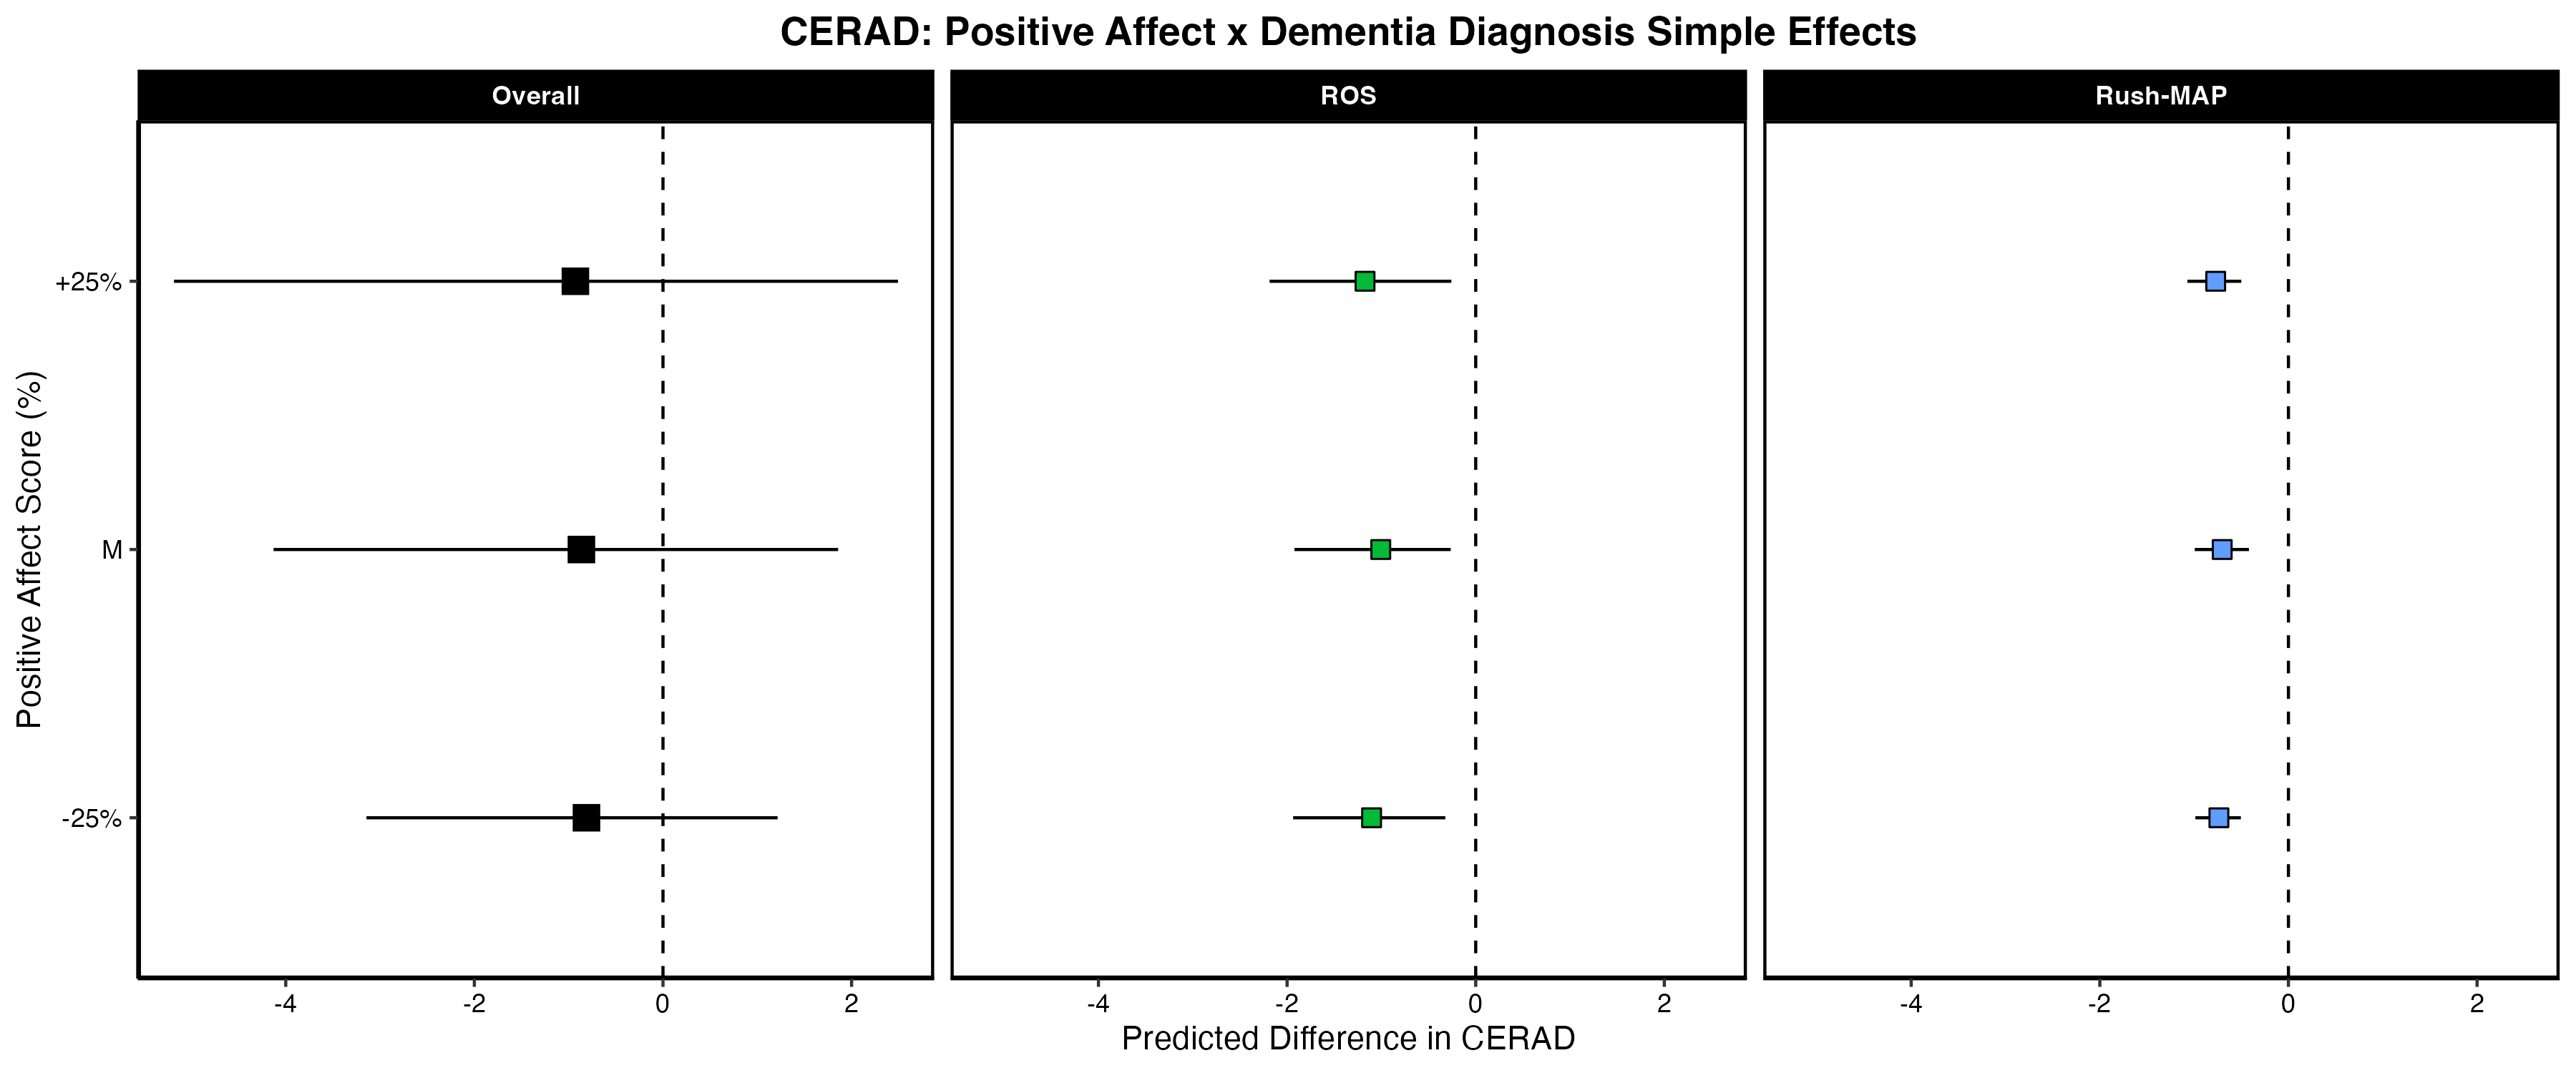 CERAD: Positive Affect x Dementia Diagnosis Simple Effects
Overall
ROS
Rush-MAP
Positive Affect Score (%)
+25%
M
-25%
-4 -2 0 2
-4 -2 0 2
-4 -2 0 2
Predicted Difference in CERAD